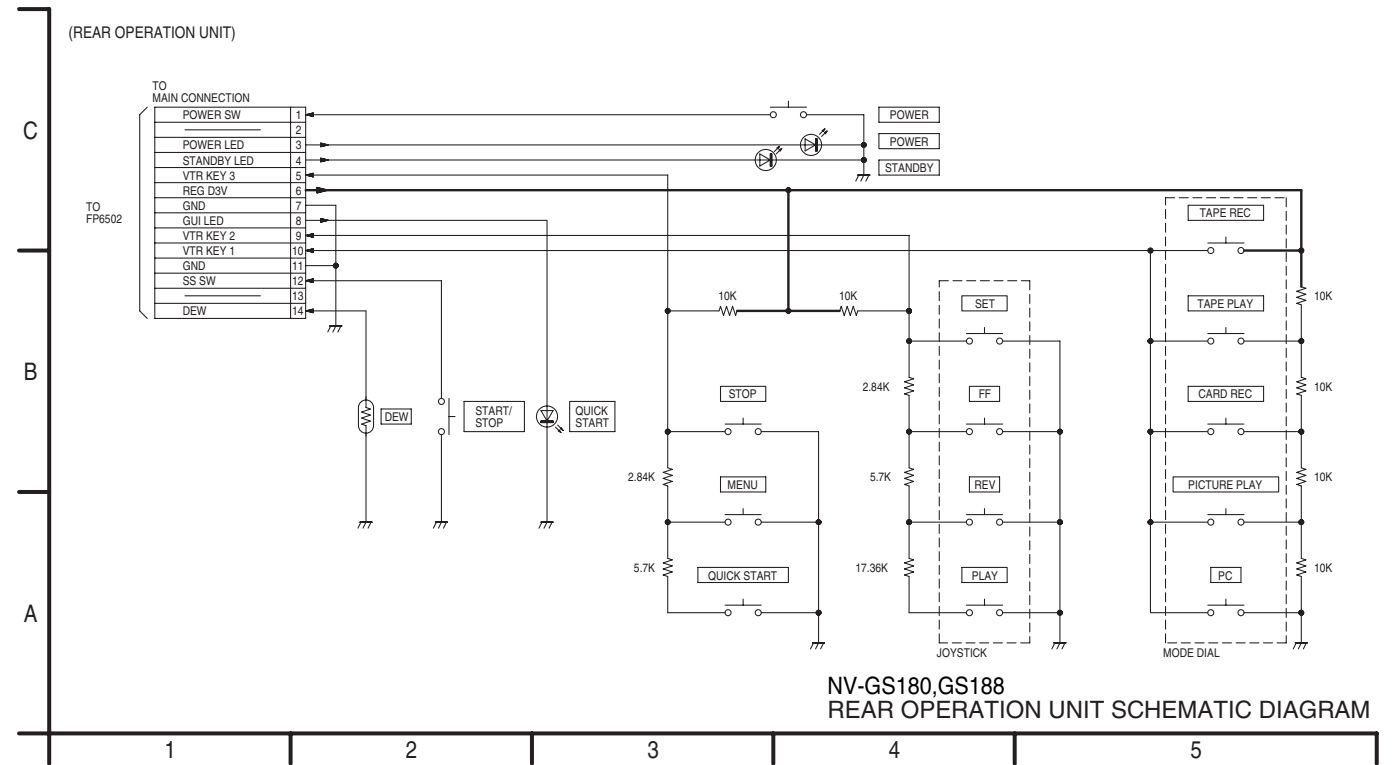 (REAR OPERATION UNIT)
TO
MAIN CONNECTION
POWER SW 1
2
POWER LED 3
STANDBY LED 4
VTR KEY 3 5
REG D3V 6
GND 7
GUI LED 8
VTR KEY 2 9
VTR KEY 1 10
GND 11
SS SW 12
13
DEW 14
TO
FP6502
POWER
POWER
STANDBY
TAPE REC
10K
10K
SET
TAPE PLAY
10K
STOP
2.84K
FF
CARD REC
10K
DEW
START/
STOP
QUICK
START
2.84K
MENU
5.7K
REV
PICTURE PLAY
10K
5.7K
QUICK START
17.36K
PLAY
PC
10K
JOYSTICK
MODE DIAL
NV-GS180,GS188
REAR OPERATION UNIT SCHEMATIC DIAGRAM
C
B
A
1
2
3
4
5